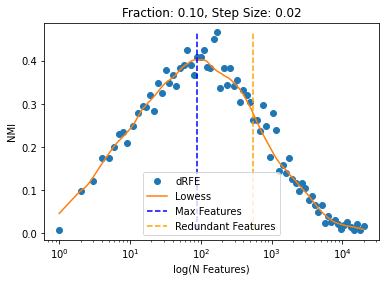 Fraction: 0.10, Step Size: 0.02
NMI
0.4
0.3
0.2
0.1
0.0
dRFE
Lowess
Max Features
Redundant Features
10⁰ 10¹ 10² 10³ 10⁴
log(N Features)